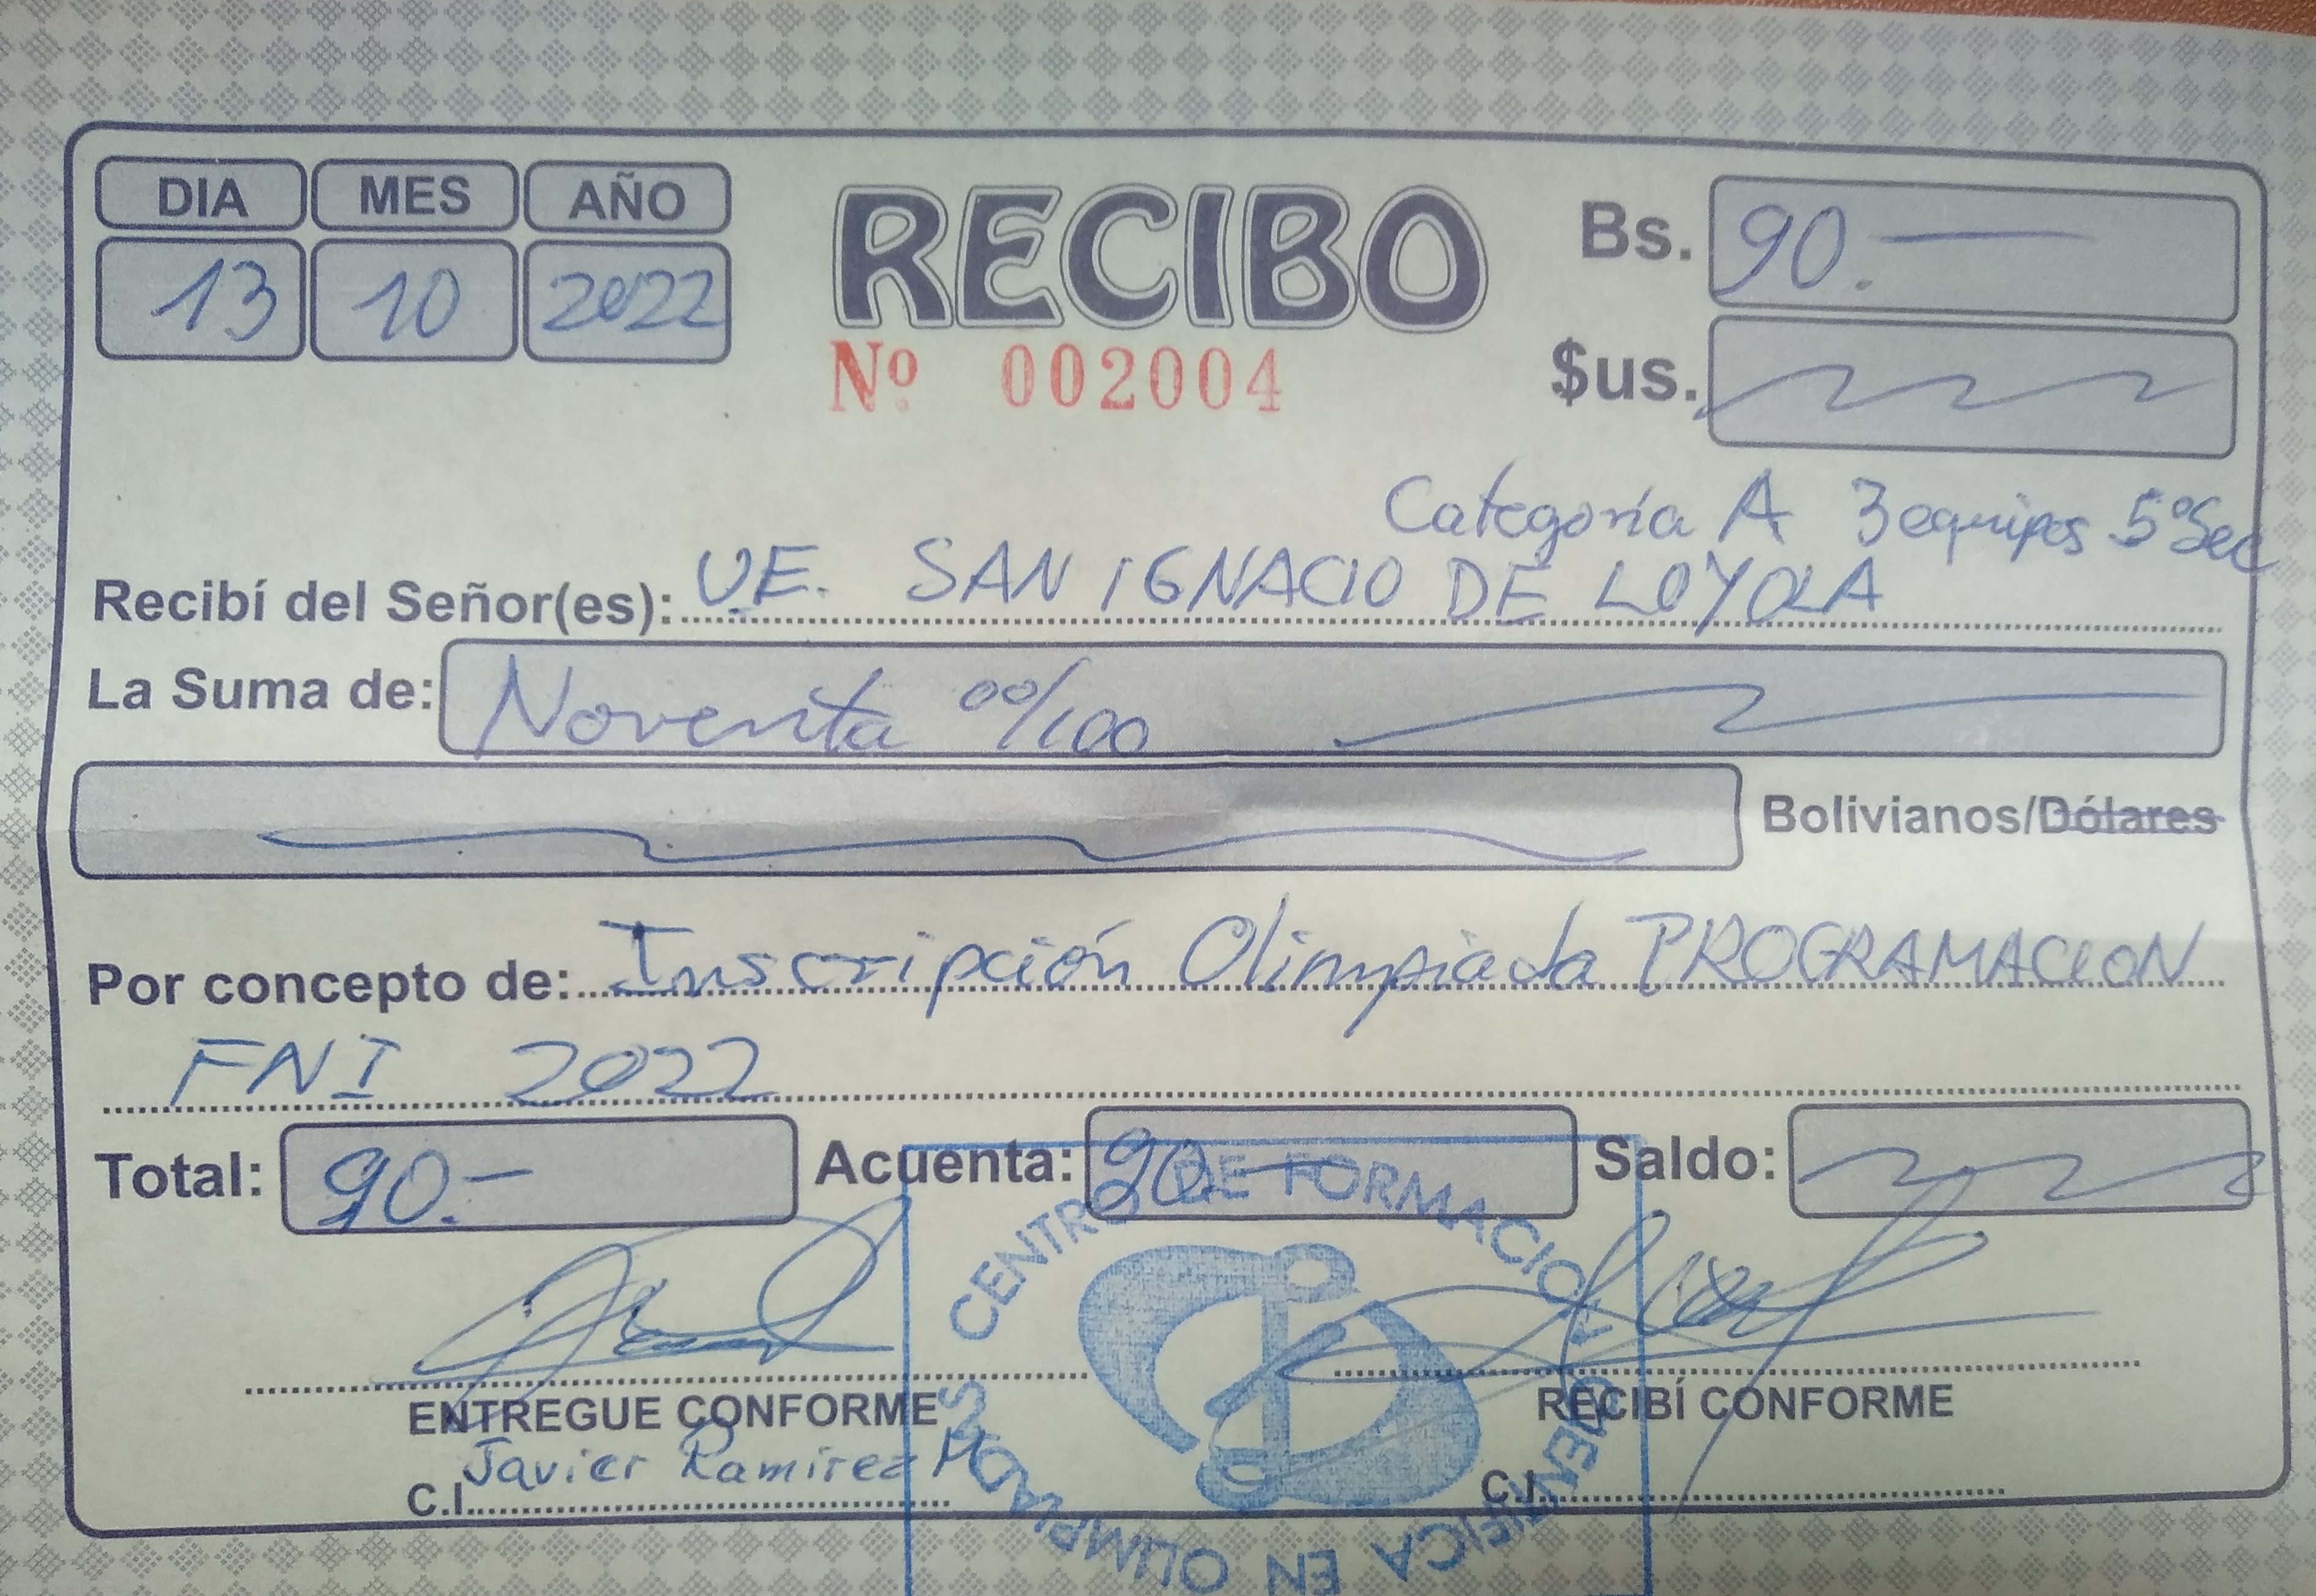 DIA MES AÑO
13 10 2022
RECIBO
Nº 002004
Bs. 90.-
$us.
Categoría A 3 equipos 5º Sec
Recibí del Señor(es): U.E. SAN IGNACIO DE LOYOLA
La Suma de: Noventa 00/100
Bolivianos/Dólares
Por concepto de: Inscripción Olimpiada PROGRAMACION
FNI 2022
Total: 90.- Acuenta: 90.- Saldo:
ENTREGUE CONFORME
Javier Ramirez M
C.I.
RECIBÍ CONFORME
C.I.
CENTRO DE FORMACION CIENTIFICA EN OLIMPIADAS